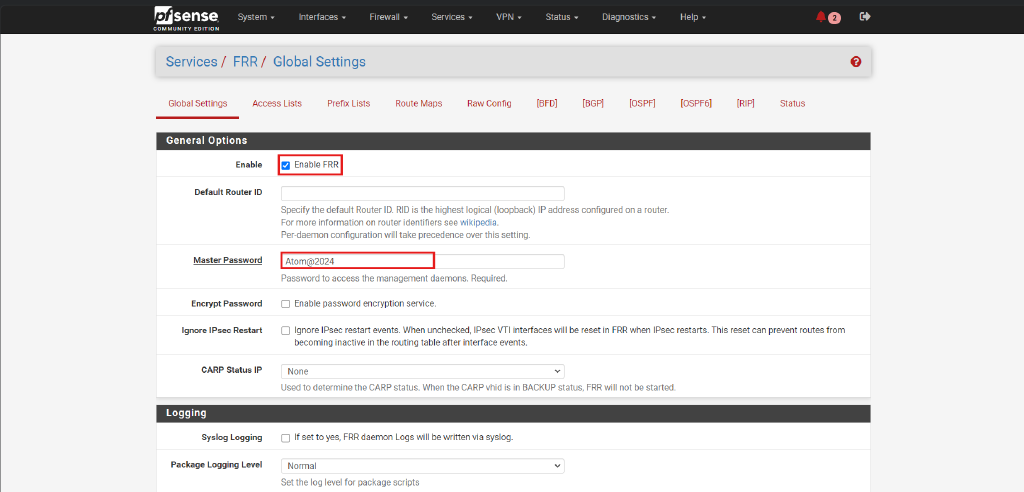 pfsense System Interfaces Firewall Services VPN Status Diagnostics Help 2
COMMUNITY EDITION
Services / FRR / Global Settings
Global Settings Access Lists Prefix Lists Route Maps Raw Config [BFD] [BGP] [OSPF] [OSPF6] [RIP] Status
General Options
Enable Enable FRR
Default Router ID
Specify the default Router ID. RID is the highest logical (loopback) IP address configured on a router.
For more information on router identifiers see wikipedia.
Per-daemon configuration will take precedence over this setting.
Master Password Atom@2024
Password to access the management daemons. Required.
Encrypt Password Enable password encryption service.
Ignore IPsec Restart Ignore IPsec restart events. When unchecked, IPsec VTI interfaces will be reset in FRR when IPsec restarts. This reset can prevent routes from
becoming inactive in the routing table after interface events.
CARP Status IP None
Used to determine the CARP status. When the CARP vhid is in BACKUP status, FRR will not be started.
Logging
Syslog Logging If set to yes, FRR daemon Logs will be written via syslog.
Package Logging Level Normal
Set the log level for package scripts